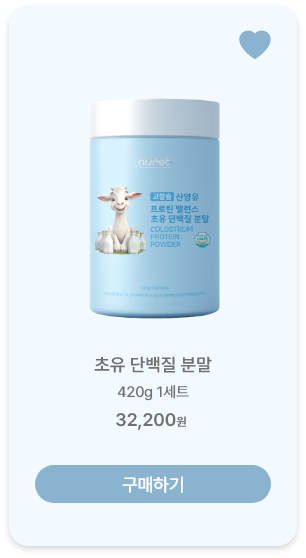 nuret
고함슘 산양유
프로틴 밸런스
초유 단백질 분말
COLOSTRUM
PROTEIN
POWDER
초유 단백질 분말
420g 1세트
32,200원
구매하기